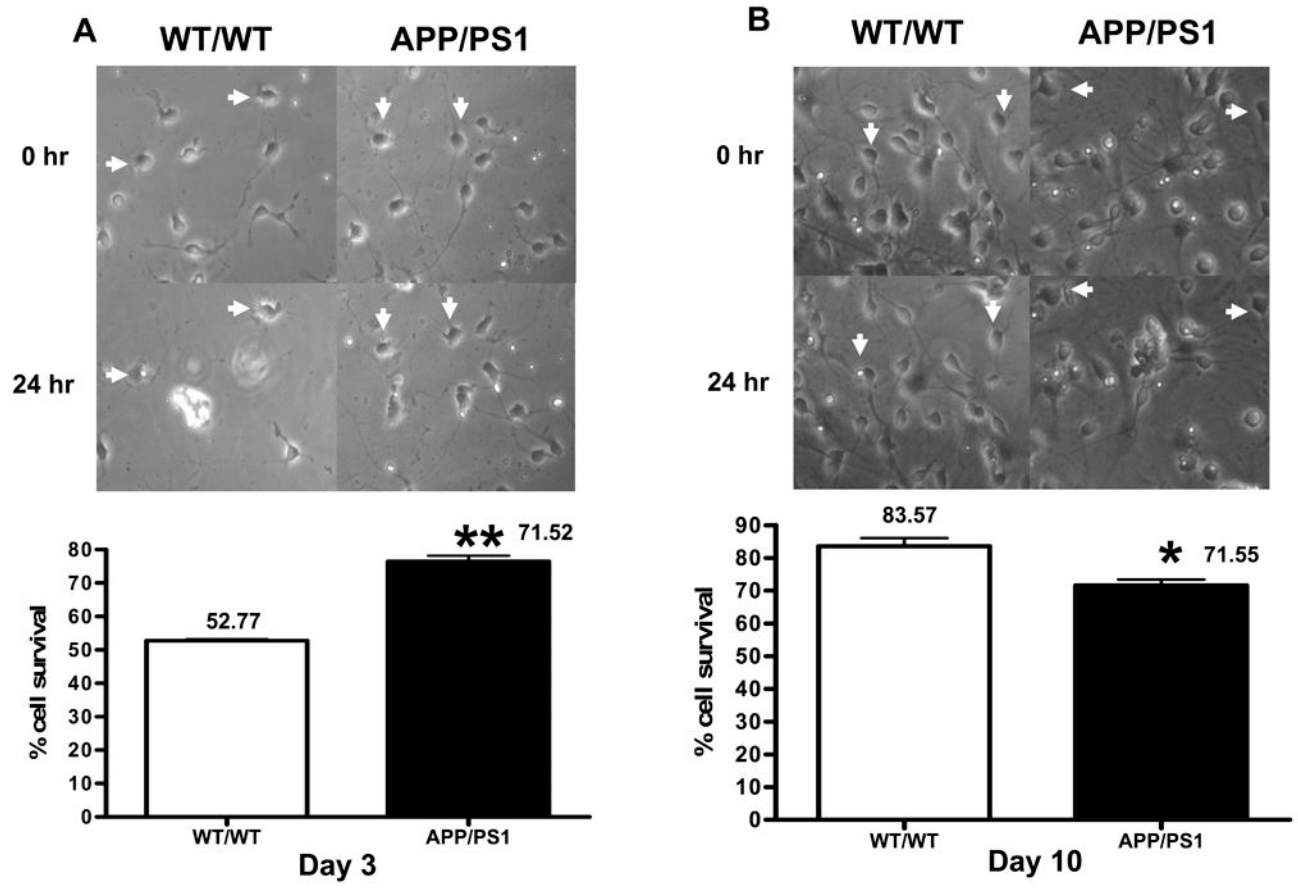 A
WT/WT
APP/PS1
0 hr
24 hr
80
70
60
50
40
30
20
10
0
% cell survival
52.77
** 71.52
WT/WT
APP/PS1
Day 3
B
WT/WT
APP/PS1
0 hr
24 hr
90
80
70
60
50
40
30
20
10
0
% cell survival
83.57
* 71.55
WT/WT
APP/PS1
Day 10